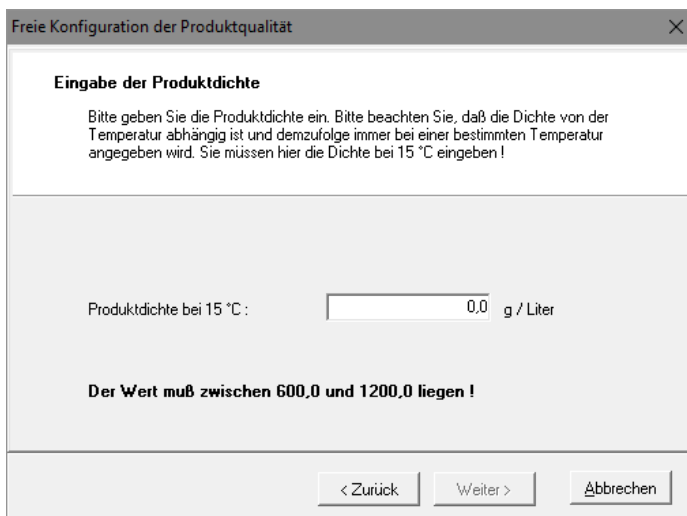 Freie Konfiguration der Produktqualität
Eingabe der Produktdichte
Bitte geben Sie die Produktdichte ein. Bitte beachten Sie, daß die Dichte von der
Temperatur abhängig ist und demzufolge immer bei einer bestimmten Temperatur
angegeben wird. Sie müssen hier die Dichte bei 15 °C eingeben !
Produktdichte bei 15 °C : 0,0 g / Liter
Der Wert muß zwischen 600,0 und 1200,0 liegen !
< Zurück Weiter > Abbrechen